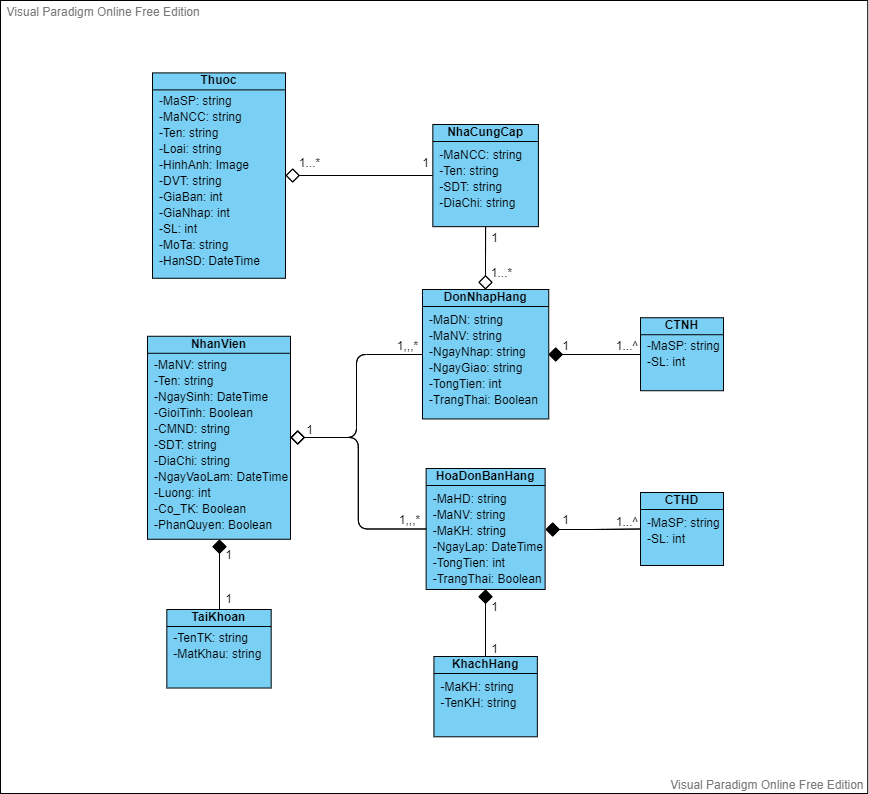 Visual Paradigm Online Free Edition
Thuoc
-MaSP: string
-MaNCC: string
-Ten: string
-Loai: string
-HinhAnh: Image
-DVT: string
-GiaBan: int
-GiaNhap: int
-SL: int
-MoTa: string
-HanSD: DateTime
1...*
1
NhaCungCap
-MaNCC: string
-Ten: string
-SDT: string
-DiaChi: string
1
1...*
DonNhapHang
-MaDN: string
-MaNV: string
-NgayNhap: string
-NgayGiao: string
-TongTien: int
-TrangThai: Boolean
1
1...^
CTNH
-MaSP: string
-SL: int
NhanVien
-MaNV: string
-Ten: string
-NgaySinh: DateTime
-GioiTinh: Boolean
-CMND: string
-SDT: string
-DiaChi: string
-NgayVaoLam: DateTime
-Luong: int
-Co_TK: Boolean
-PhanQuyen: Boolean
1
1,,,*
1,,,*
HoaDonBanHang
-MaHD: string
-MaNV: string
-MaKH: string
-NgayLap: DateTime
-TongTien: int
-TrangThai: Boolean
1
1...^
CTHD
-MaSP: string
-SL: int
1
1
TaiKhoan
-TenTK: string
-MatKhau: string
1
1
KhachHang
-MaKH: string
-TenKH: string
Visual Paradigm Online Free Edition